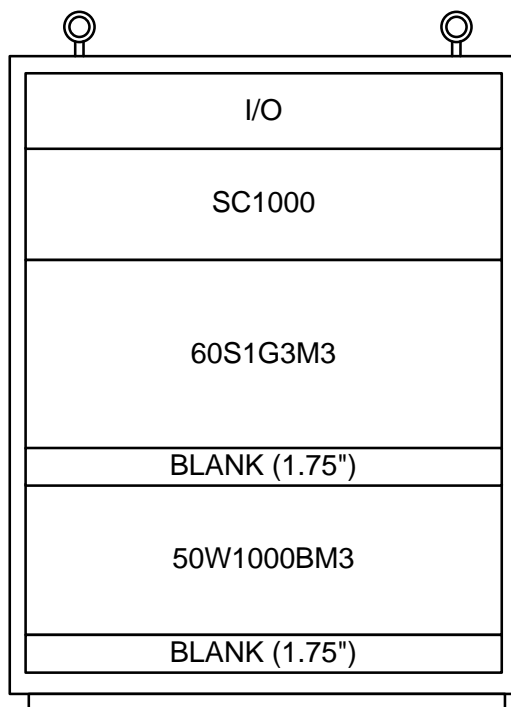 I/O
SC1000
60S1G3M3
BLANK (1.75")
50W1000BM3
BLANK (1.75")